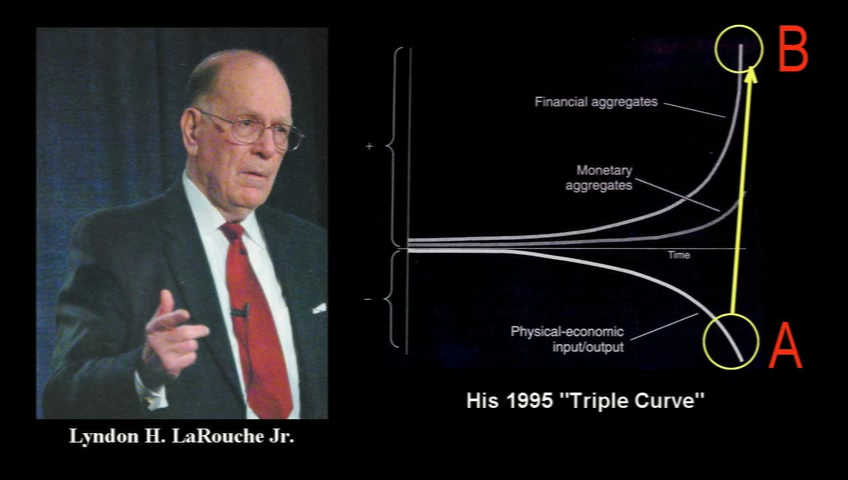 B
Financial aggregates
+
Monetary
aggregates
Time
−
Physical-economic
input/output
A
His 1995 "Triple Curve"
Lyndon H. LaRouche Jr.